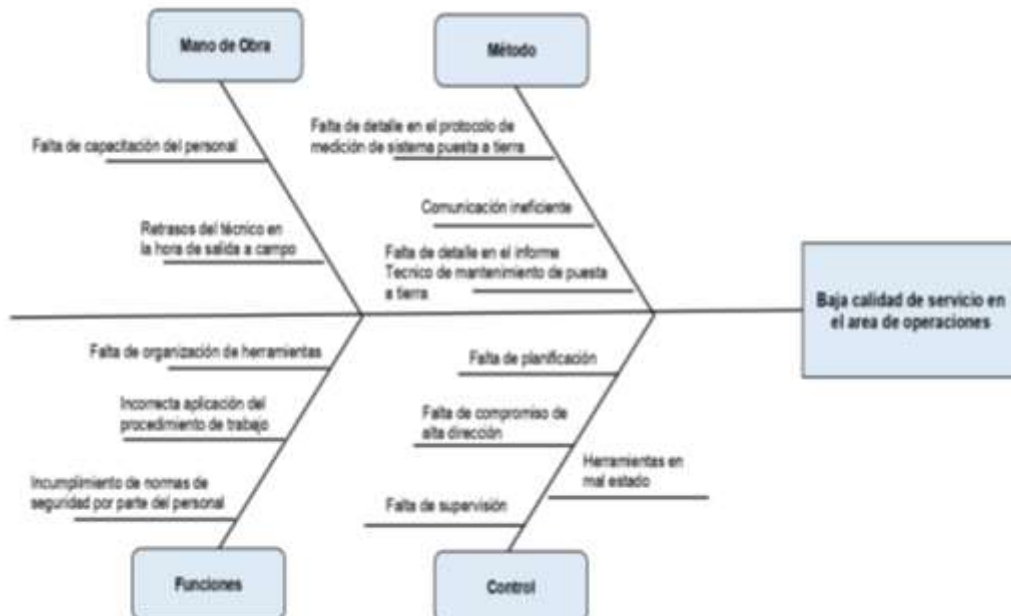 Mano de Obra
Método
Falta de capacitación del personal
Retrasos del técnico en
la hora de salida a campo
Falta de detalle en el protocolo de
medición de sistema puesta a tierra
Comunicación ineficiente
Falta de detalle en el informe
Tecnico de mantenimiento de puesta
a tierra
Baja calidad de servicio en
el area de operaciones
Falta de organización de herramientas
Incorrecta aplicación del
procedimiento de trabajo
Incumplimiento de normas de
seguridad por parte del personal
Falta de planificación
Falta de compromiso de
alta dirección
Herramientas en
mal estado
Falta de supervisión
Funciones
Control